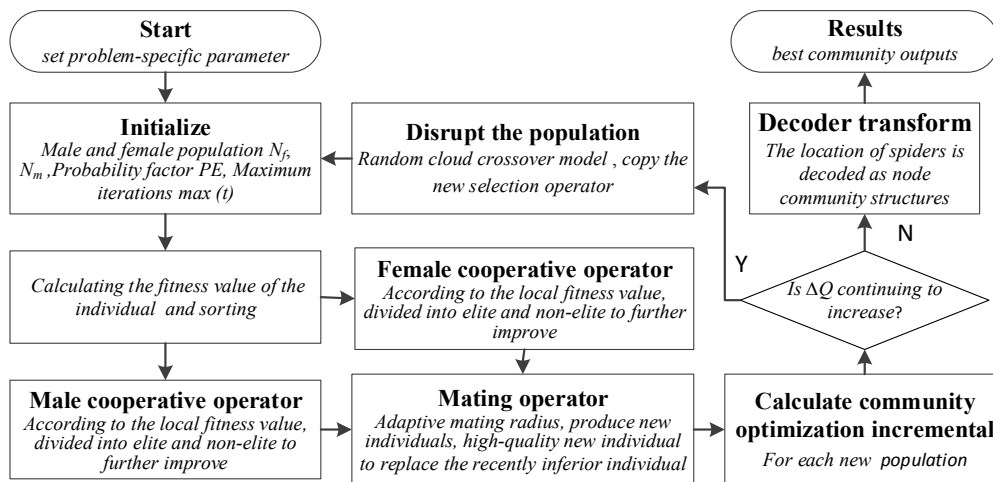 Start
set problem-specific parameter
Results
best community outputs
Initialize
Male and female population Nf,
Nm ,Probability factor PE, Maximum
iterations max (t)
Disrupt the population
Random cloud crossover model , copy the
new selection operator
Decoder transform
The location of spiders is
decoded as node
community structures
N
Y
Calculating the fitness value of the
individual and sorting
Female cooperative operator
According to the local fitness value,
divided into elite and non-elite to further
improve
Is ΔQ continuing to
increase?
Male cooperative operator
According to the local fitness value,
divided into elite and non-elite to
further improve
Mating operator
Adaptive mating radius, produce new
individuals, high-quality new individual
to replace the recently inferior individual
Calculate community
optimization incremental
For each new population